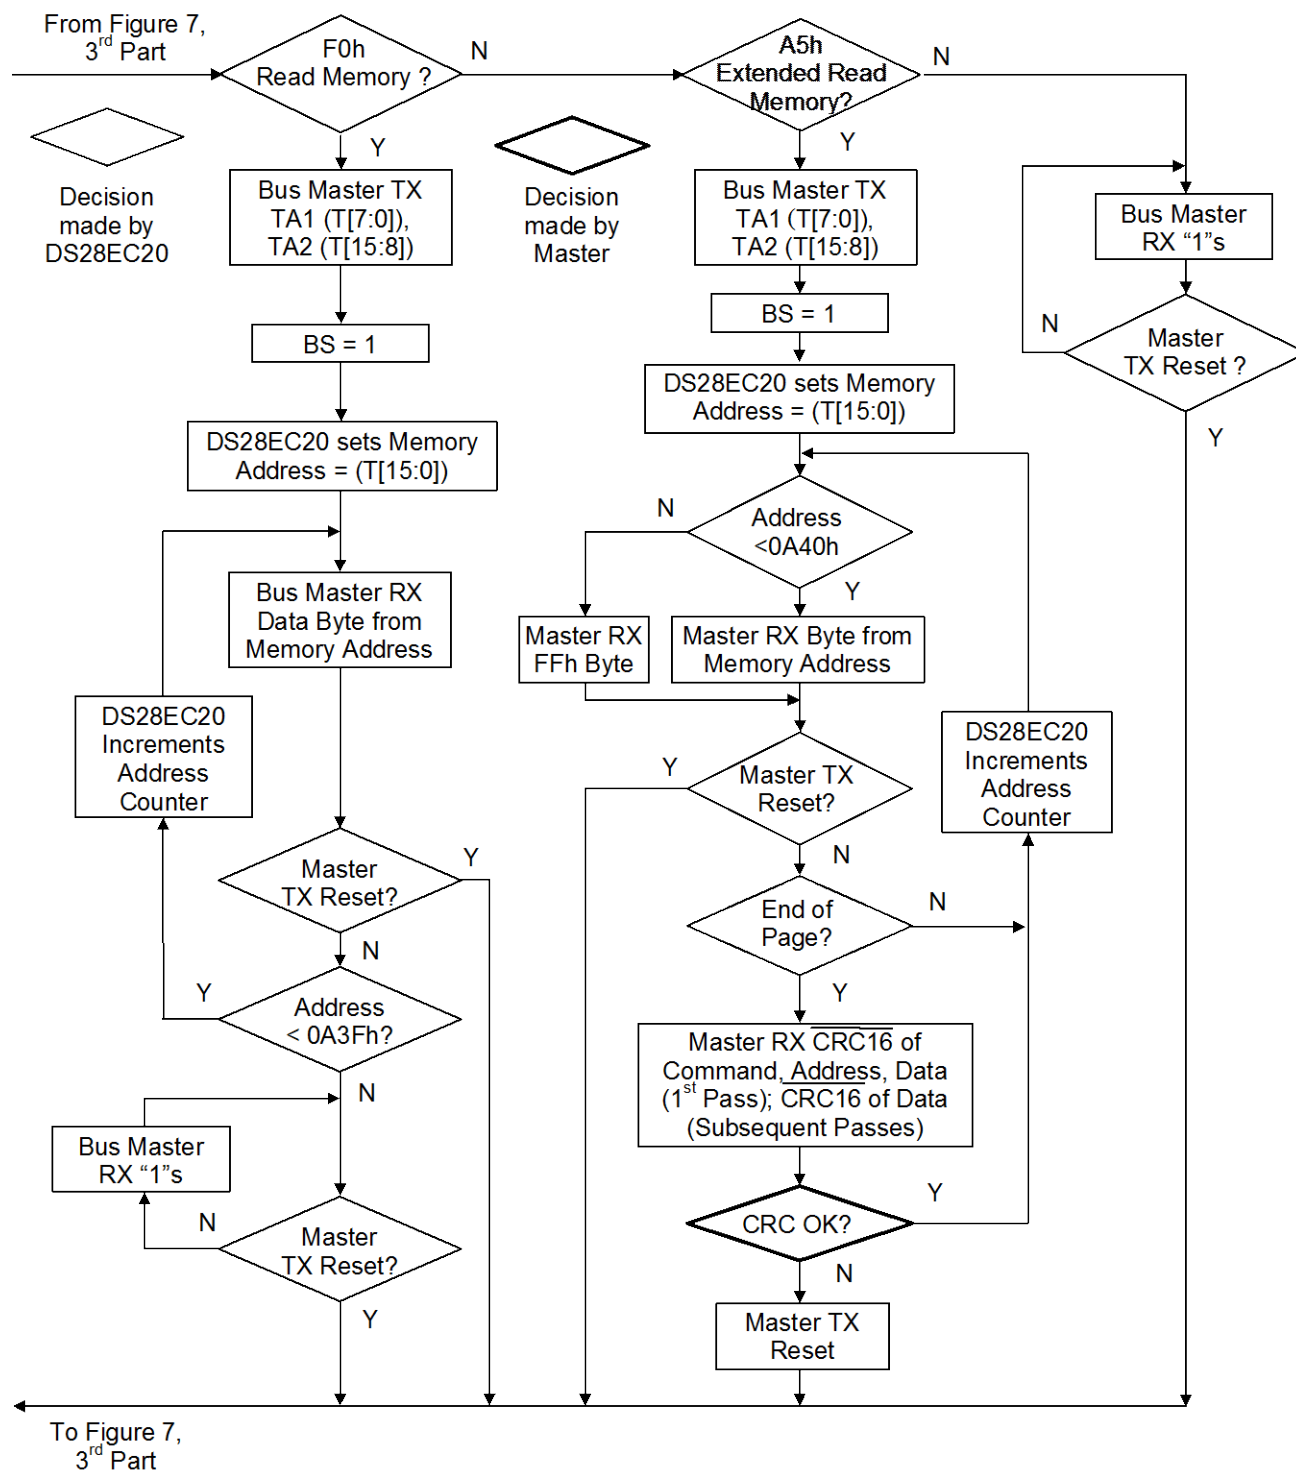 From Figure 7,
3rd Part
F0h
Read Memory ?
N
Y
A5h
Extended Read
Memory?
N
Y
Decision
made by
DS28EC20
Decision
made by
Master
Bus Master TX
TA1 (T[7:0]),
TA2 (T[15:8])
BS = 1
DS28EC20 sets Memory
Address = (T[15:0])
Bus Master RX
Data Byte from
Memory Address
DS28EC20
Increments
Address
Counter
Master
TX Reset?
Y
N
Address
< 0A3Fh?
Y
N
Bus Master
RX “1”s
Master
TX Reset?
N
Y
Bus Master TX
TA1 (T[7:0]),
TA2 (T[15:8])
BS = 1
DS28EC20 sets Memory
Address = (T[15:0])
Address
<0A40h
N
Y
Master RX
FFh Byte
Master RX Byte from
Memory Address
Master TX
Reset?
Y
N
DS28EC20
Increments
Address
Counter
End of
Page?
N
Y
Master RX CRC16 of
Command, Address, Data
(1st Pass); CRC16 of Data
(Subsequent Passes)
CRC OK?
Y
N
Master TX
Reset
Bus Master
RX “1”s
Master
TX Reset ?
N
Y
To Figure 7,
3rd Part